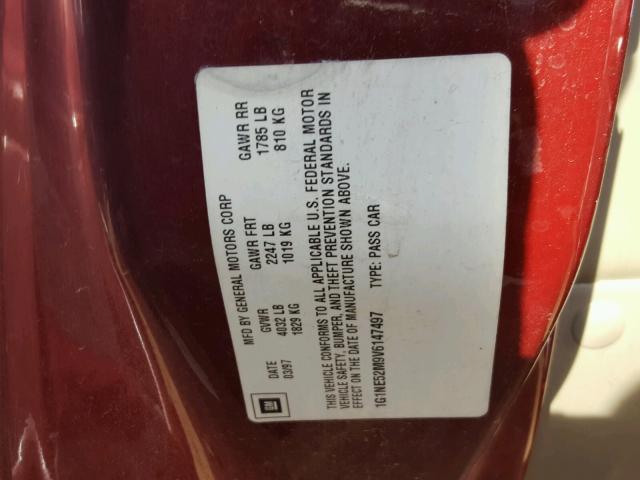 MFD BY GENERAL MOTORS CORP
DATE GVWR GAWR FRT GAWR RR
03/97 4032 LB 2247 LB 1785 LB
1829 KG 1019 KG 810 KG
GM
THIS VEHICLE CONFORMS TO ALL APPLICABLE U.S. FEDERAL MOTOR
VEHICLE SAFETY, BUMPER, AND THEFT PREVENTION STANDARDS IN
EFFECT ON THE DATE OF MANUFACTURE SHOWN ABOVE.
1G1NE52M9V6147497 TYPE: PASS CAR